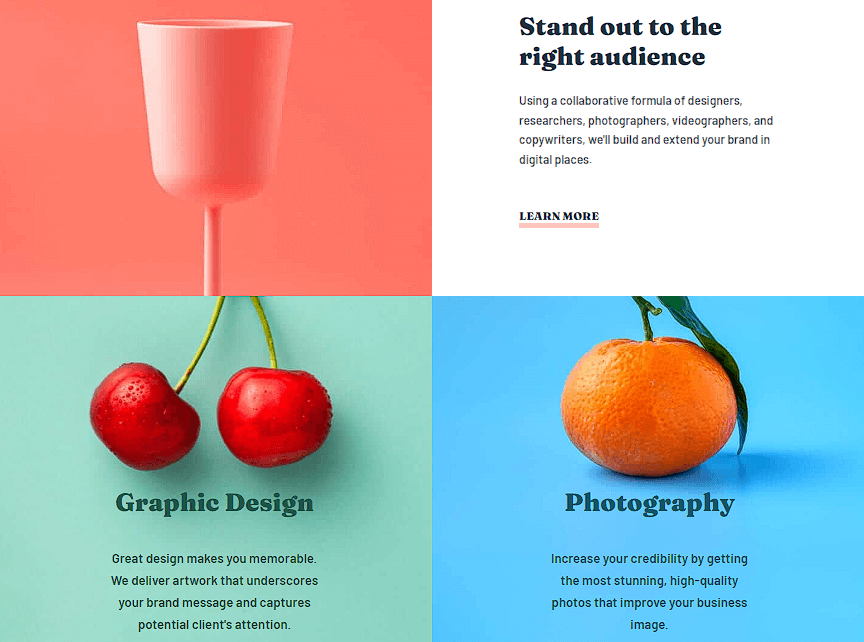 Stand out to the
right audience
Using a collaborative formula of designers,
researchers, photographers, videographers, and
copywriters, we'll build and extend your brand in
digital places.
LEARN MORE
Graphic Design
Great design makes you memorable.
We deliver artwork that underscores
your brand message and captures
potential client's attention.
Photography
Increase your credibility by getting
the most stunning, high-quality
photos that improve your business
image.